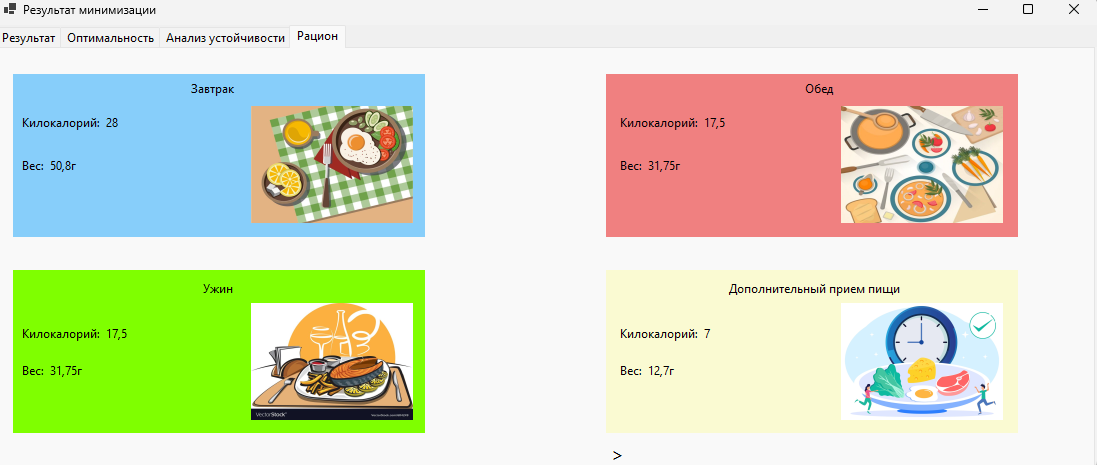 Результат минимизации
Результат Оптимальность Анализ устойчивости Рацион
Завтрак
Килокалорий: 28
Вес: 50,8г
Обед
Килокалорий: 17,5
Вес: 31,75г
Ужин
Килокалорий: 17,5
Вес: 31,75г
VectorStock
Дополнительный прием пищи
Килокалорий: 7
Вес: 12,7г
>